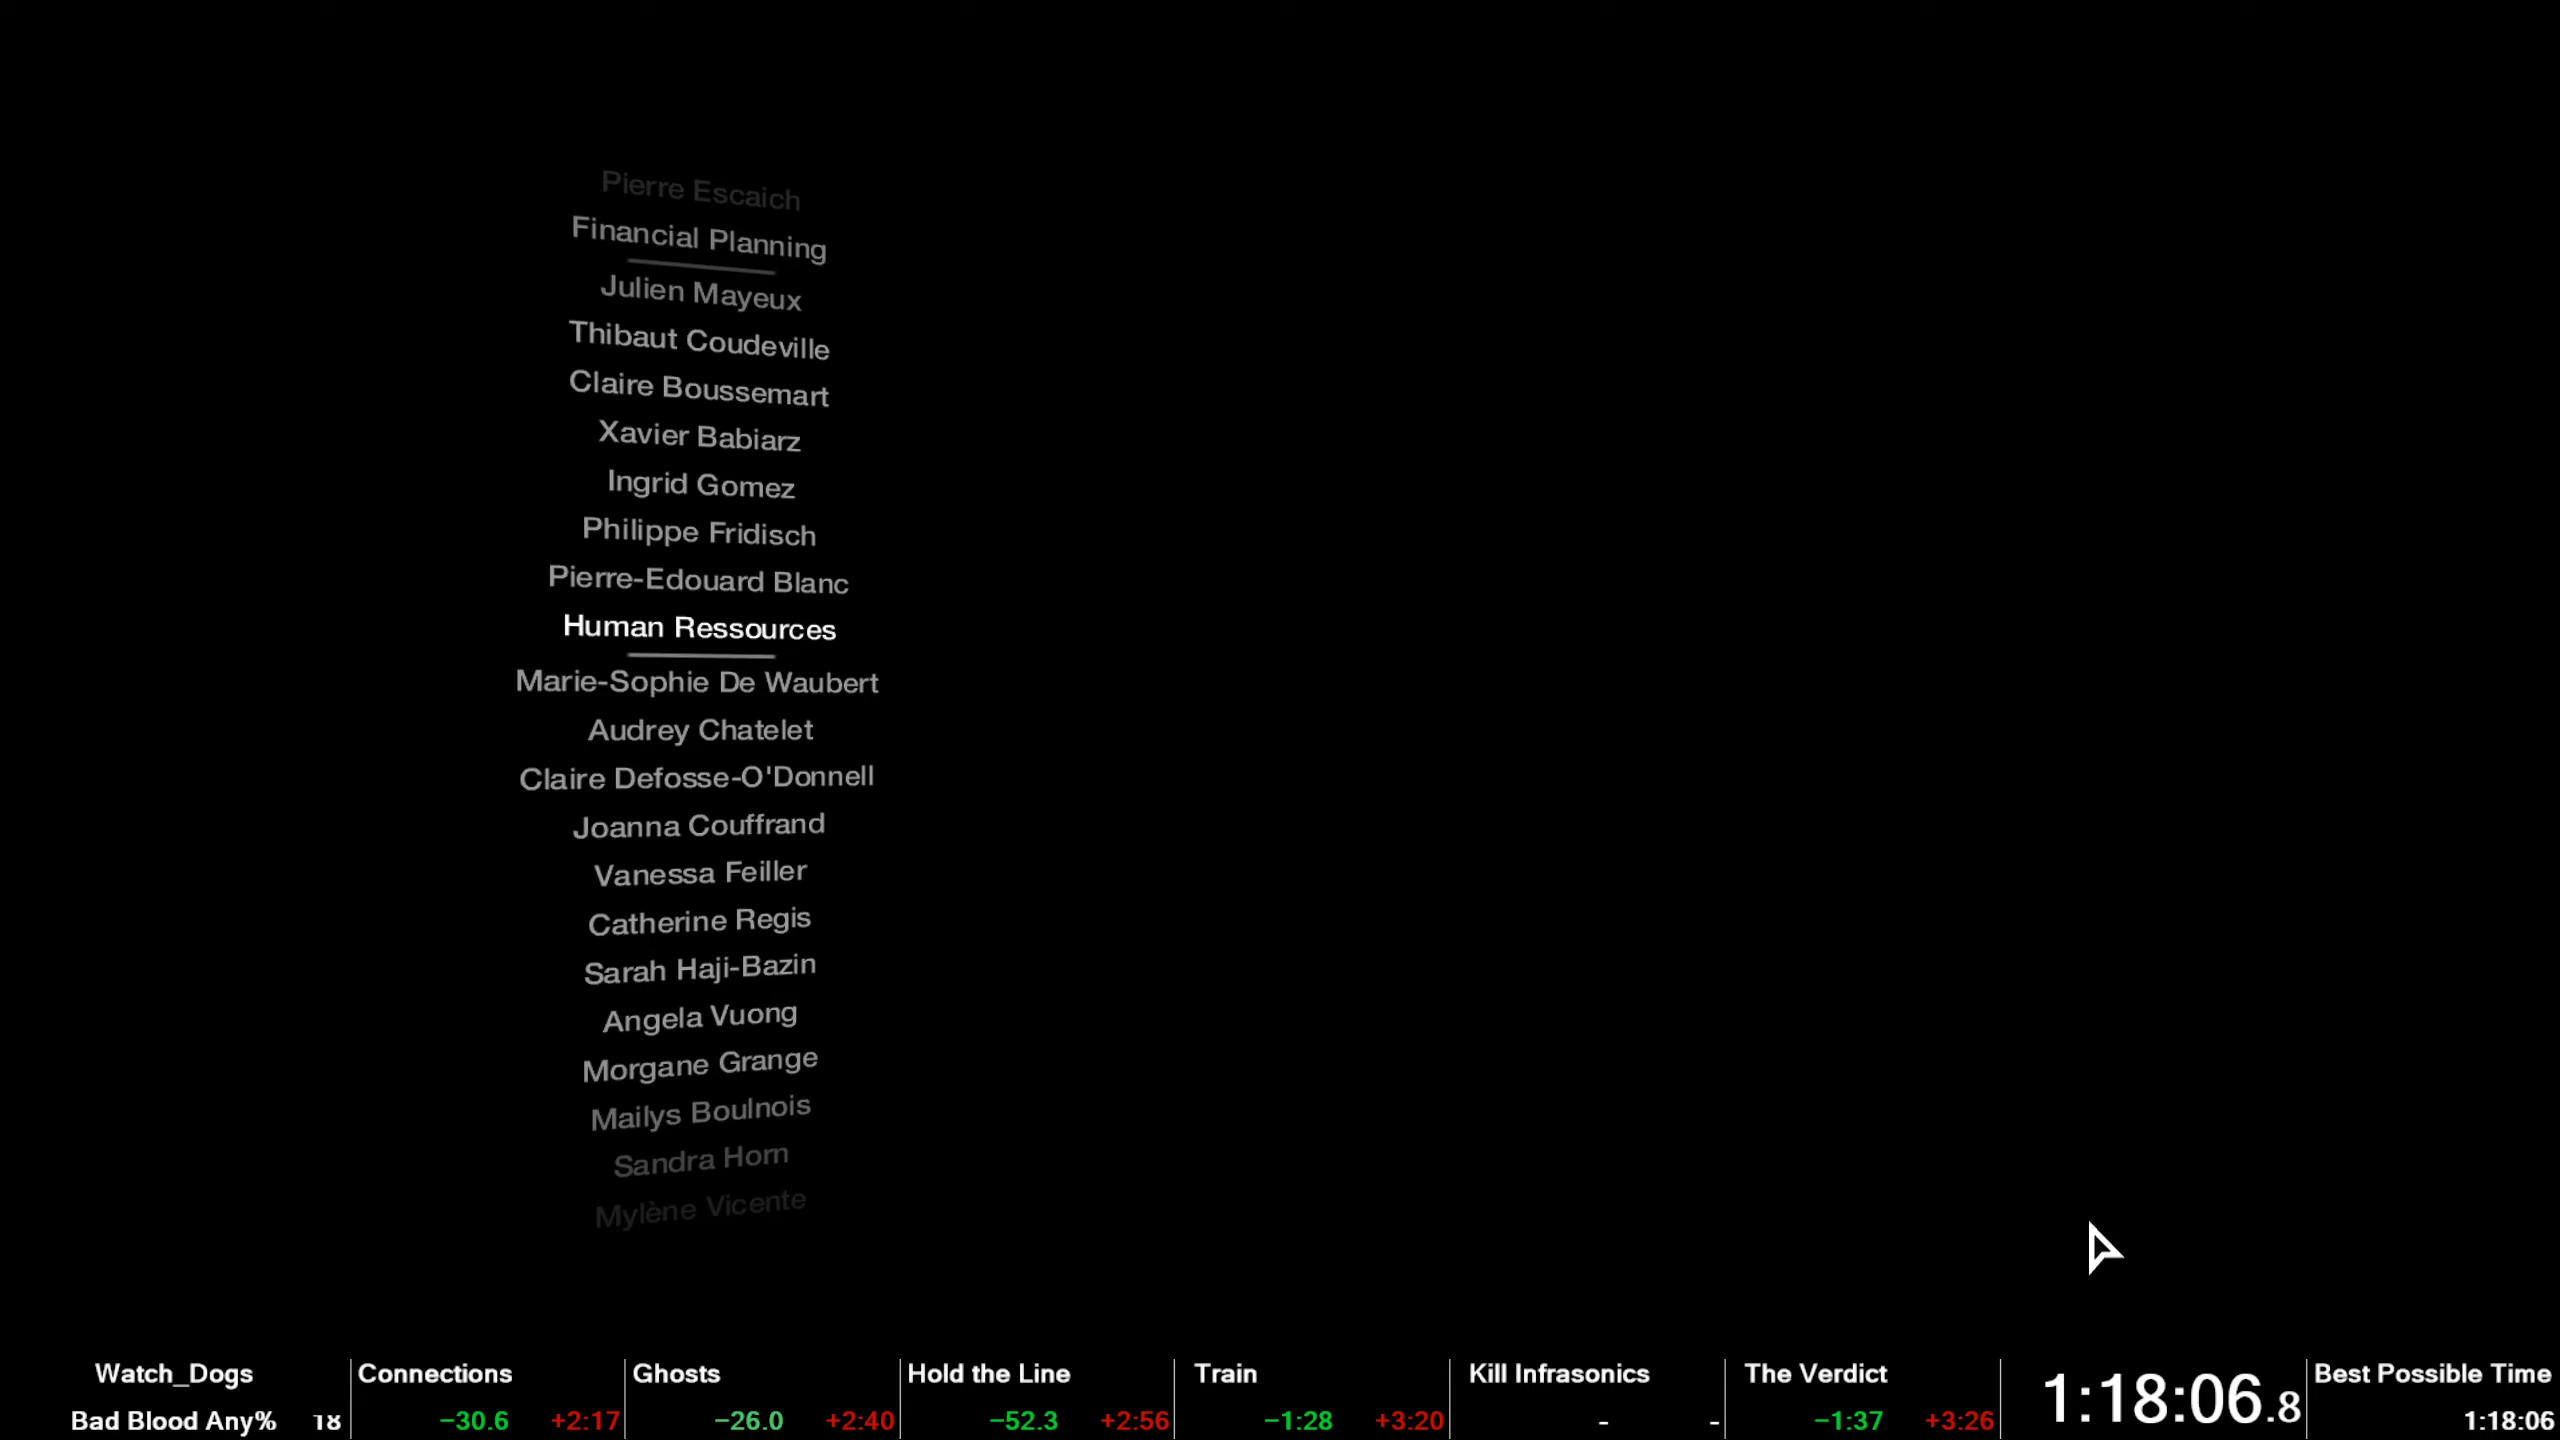 Pierre Escaich
Financial Planning
Julien Mayeux
Thibaut Coudeville
Claire Boussemart
Xavier Babiarz
Ingrid Gomez
Philippe Fridisch
Pierre-Edouard Blanc
Human Ressources
Marie-Sophie De Waubert
Audrey Chatelet
Claire Defosse-O'Donnell
Joanna Couffrand
Vanessa Feiller
Catherine Regis
Sarah Haji-Bazin
Angela Vuong
Morgane Grange
Mailys Boulnois
Sandra Horn
Mylène Vicente
Watch_Dogs
Bad Blood Any% 18
Connections
−30.6 +2:17
Ghosts
−26.0 +2:40
Hold the Line
−52.3 +2:56
Train
−1:28 +3:20
Kill Infrasonics
- -
The Verdict
−1:37 +3:26
1:18:06.8
Best Possible Time
1:18:06